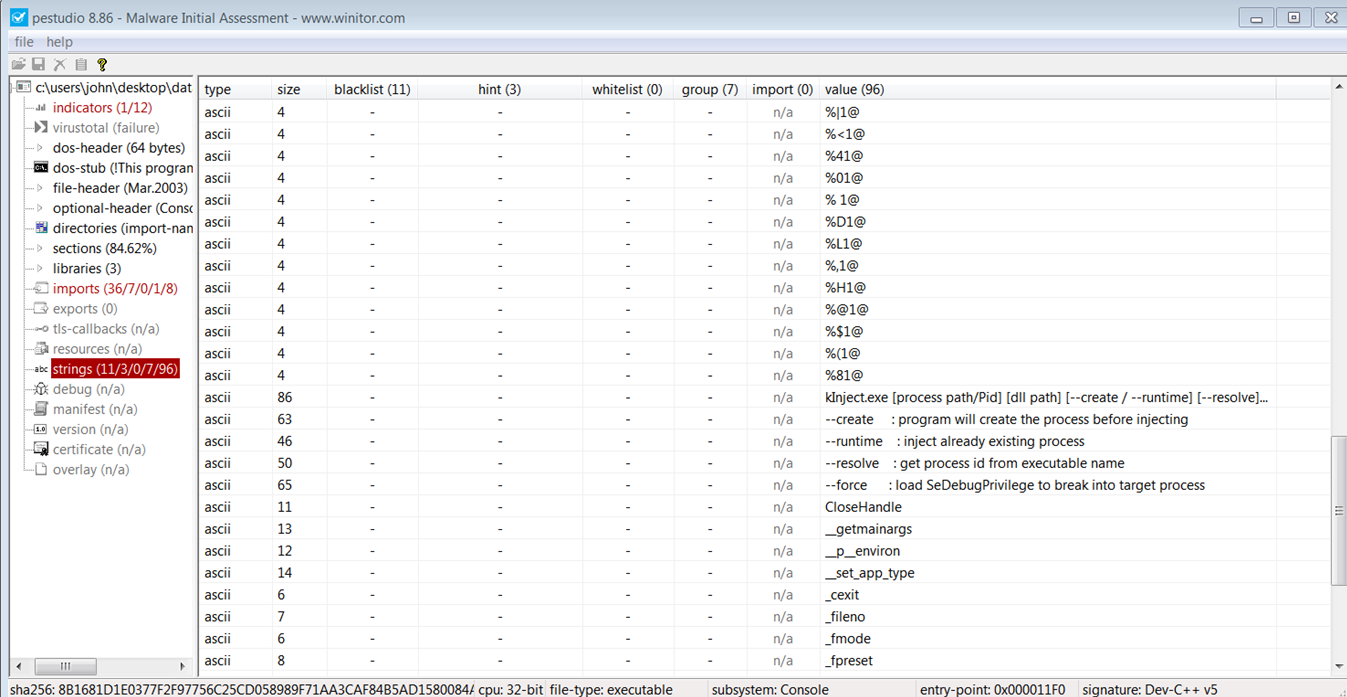 pestudio 8.86 - Malware Initial Assessment - www.winitor.com
file help
c:\users\john\desktop\dat
indicators (1/12)
virustotal (failure)
dos-header (64 bytes)
dos-stub (!This program
file-header (Mar.2003)
optional-header (Conso
directories (import-nam
sections (84.62%)
libraries (3)
imports (36/7/0/1/8)
exports (0)
tls-callbacks (n/a)
resources (n/a)
abc strings (11/3/0/7/96)
debug (n/a)
manifest (n/a)
1.0 version (n/a)
certificate (n/a)
overlay (n/a)
type size blacklist (11) hint (3) whitelist (0) group (7) import (0) value (96)
ascii 4 - - - - n/a %|1@
ascii 4 - - - - n/a %<1@
ascii 4 - - - - n/a %41@
ascii 4 - - - - n/a %01@
ascii 4 - - - - n/a % 1@
ascii 4 - - - - n/a %D1@
ascii 4 - - - - n/a %L1@
ascii 4 - - - - n/a %,1@
ascii 4 - - - - n/a %H1@
ascii 4 - - - - n/a %@1@
ascii 4 - - - - n/a %$1@
ascii 4 - - - - n/a %(1@
ascii 4 - - - - n/a %81@
ascii 86 - - - - n/a kInject.exe [process path/Pid] [dll path] [--create / --runtime] [--resolve]...
ascii 63 - - - - n/a --create : program will create the process before injecting
ascii 46 - - - - n/a --runtime : inject already existing process
ascii 50 - - - - n/a --resolve : get process id from executable name
ascii 65 - - - - n/a --force : load SeDebugPrivilege to break into target process
ascii 11 - - - - n/a CloseHandle
ascii 13 - - - - n/a __getmainargs
ascii 12 - - - - n/a __p__environ
ascii 14 - - - - n/a __set_app_type
ascii 6 - - - - n/a _cexit
ascii 7 - - - - n/a _fileno
ascii 6 - - - - n/a _fmode
ascii 8 - - - - n/a _fpreset
sha256: 8B1681D1E0377F2F97756C25CD058989F71AA3CAF84B5AD1580084A cpu: 32-bit file-type: executable subsystem: Console entry-point: 0x000011F0 signature: Dev-C++ v5